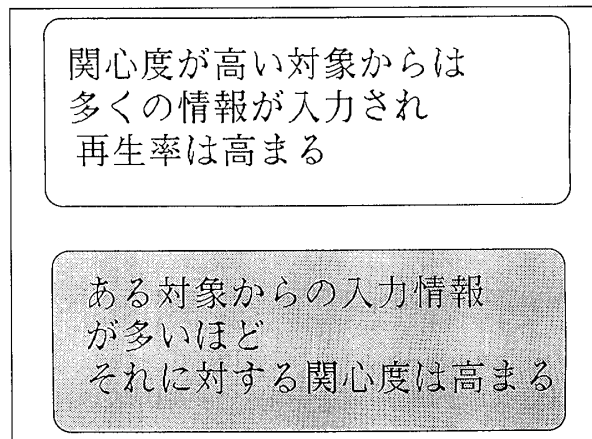 関心度が高い対象からは
多くの情報が入力され
再生率は高まる
ある対象からの入力情報
が多いほど
それに対する関心度は高まる